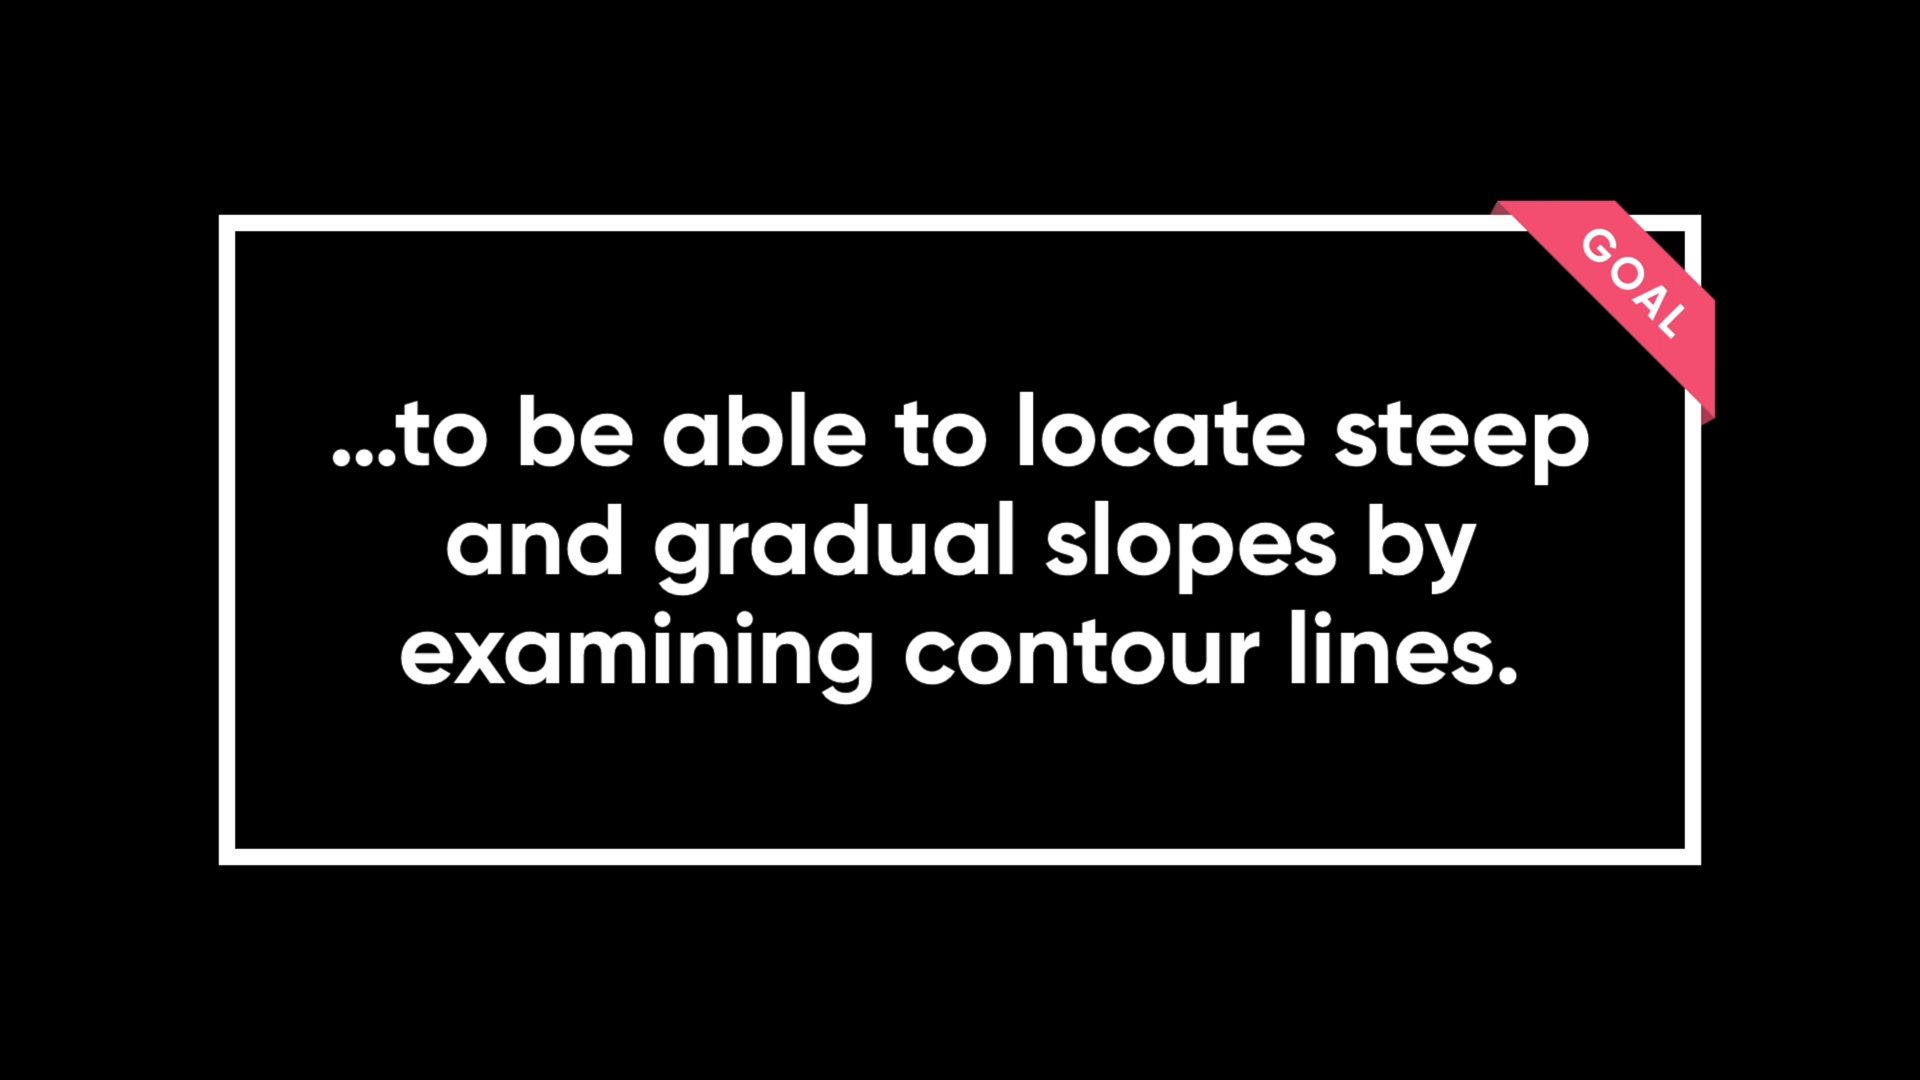 GOAL
...to be able to locate steep
and gradual slopes by
examining contour lines.